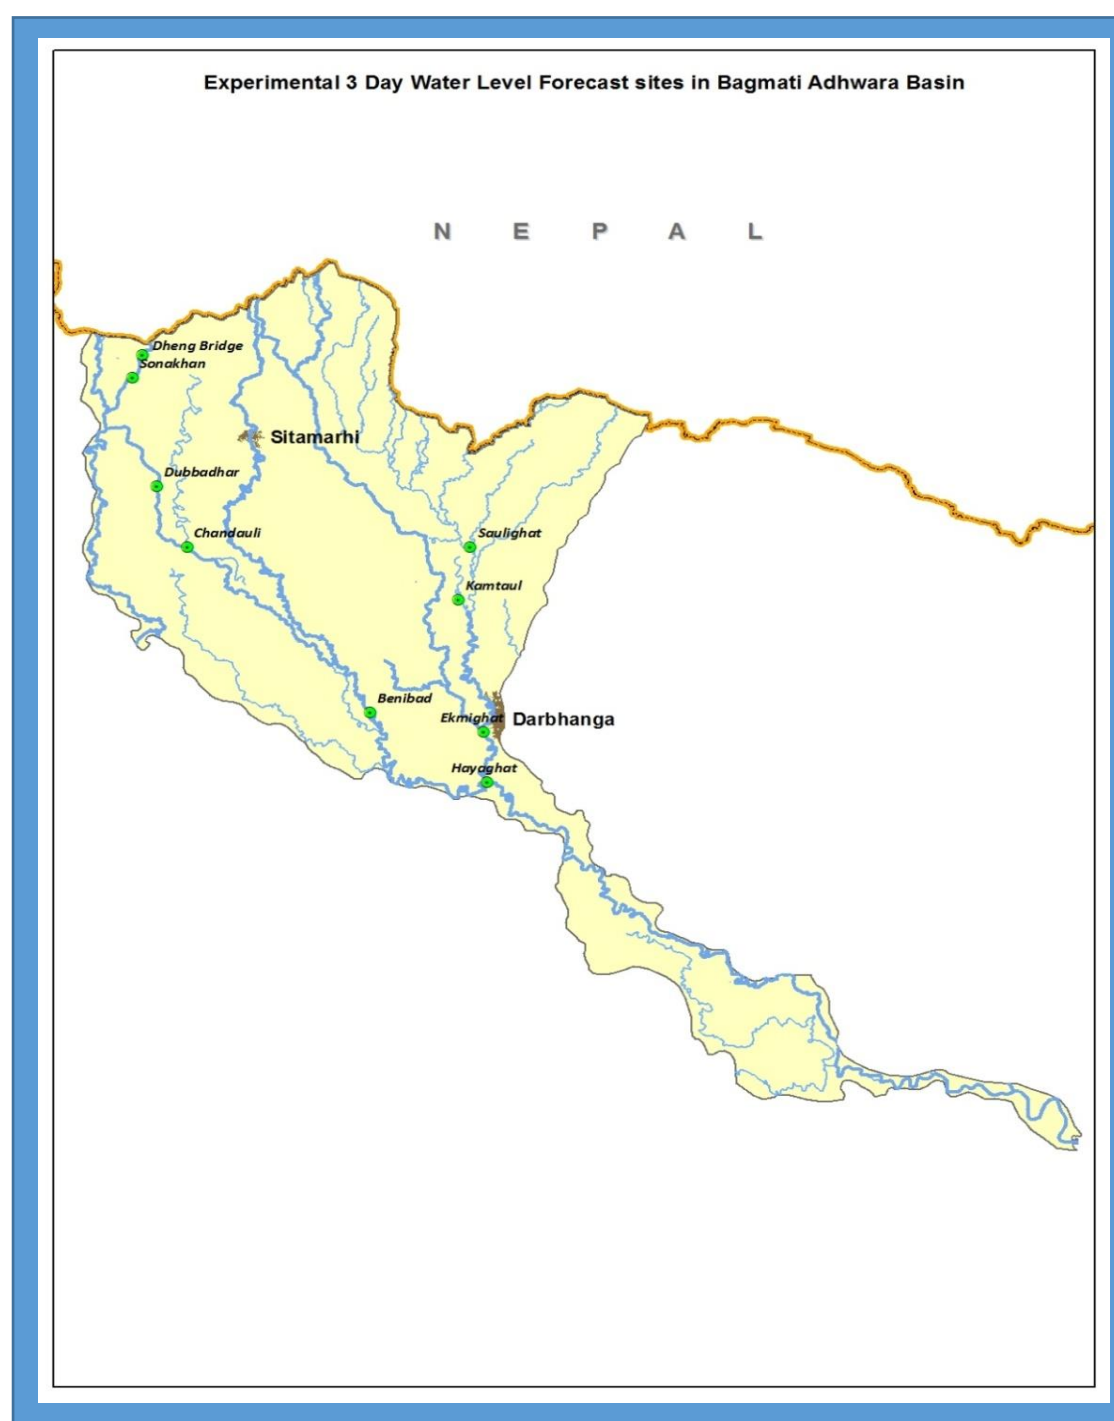 Experimental 3 Day Water Level Forecast sites in Bagmati Adhwara Basin
N E P A L
Dheng Bridge
Sonakhan
Sitamarhi
Dubbadhar
Chandauli
Saulighat
Kamtaul
Benibad
Ekmighat
Darbhanga
Hayaghat